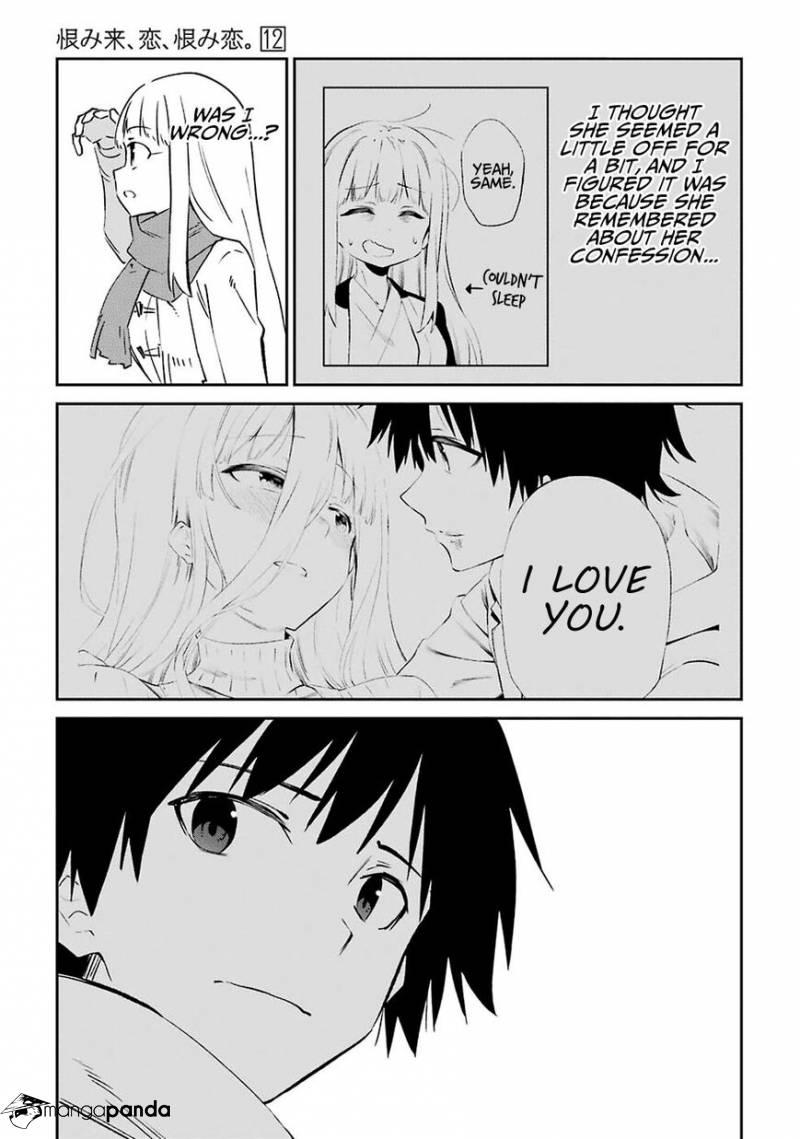 恨み来、恋、恨み恋。12
I THOUGHT
SHE SEEMED A
LITTLE OFF FOR
A BIT, AND I
FIGURED IT WAS
BECAUSE SHE
REMEMBERED
ABOUT HER
CONFESSION...
YEAH,
SAME.
COULDN'T
SLEEP
WAS I
WRONG...?
I LOVE
YOU.
mangapanda